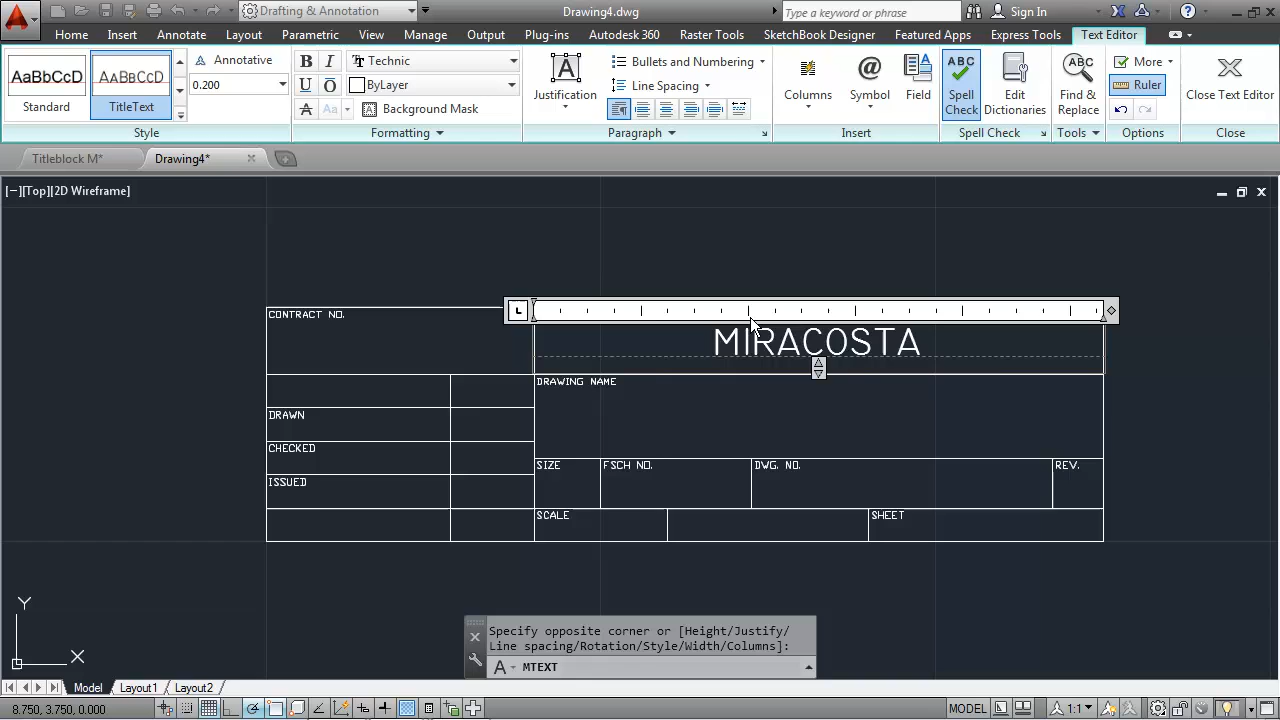 Drafting & Annotation
Drawing4.dwg
Type a keyword or phrase
Sign In
Home
Insert
Annotate
Layout
Parametric
View
Manage
Output
Plug-ins
Autodesk 360
Raster Tools
SketchBook Designer
Featured Apps
Express Tools
Text Editor
AaBbCcD
Standard
AaBbCcD
TitleText
Annotative
0.200
Style
B I
Technic
U O
ByLayer
A Aa
Background Mask
Formatting
A
Justification
Bullets and Numbering
Line Spacing
Paragraph
Columns
@
Symbol
Field
Insert
ABC
Spell
Check
Edit
Dictionaries
Spell Check
ABC
Find &
Replace
Tools
More
Ruler
Options
Close Text Editor
Close
Titleblock M*
Drawing4*
[−][Top][2D Wireframe]
CONTRACT NO.
L
MIRACOSTA
DRAWING NAME
DRAWN
CHECKED
SIZE
FSCH NO.
DWG. NO.
REV.
ISSUED
SCALE
SHEET
Y
X
Specify opposite corner or [Height/Justify/
Line spacing/Rotation/Style/Width/Columns]:
A MTEXT
Model
Layout1
Layout2
8.750, 3.750, 0.000
MODEL
1:1